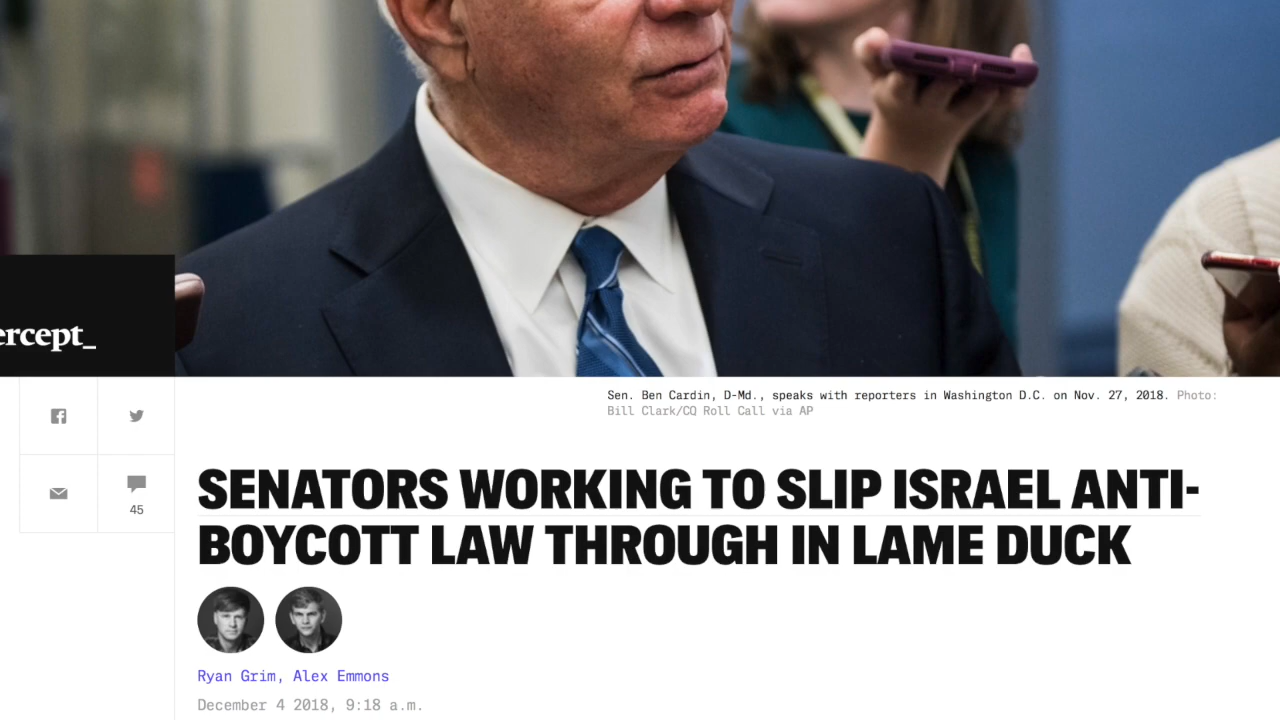 ercept_
Sen. Ben Cardin, D-Md., speaks with reporters in Washington D.C. on Nov. 27, 2018. Photo:
Bill Clark/CQ Roll Call via AP
45
SENATORS WORKING TO SLIP ISRAEL ANTI-
BOYCOTT LAW THROUGH IN LAME DUCK
Ryan Grim, Alex Emmons
December 4 2018, 9:18 a.m.